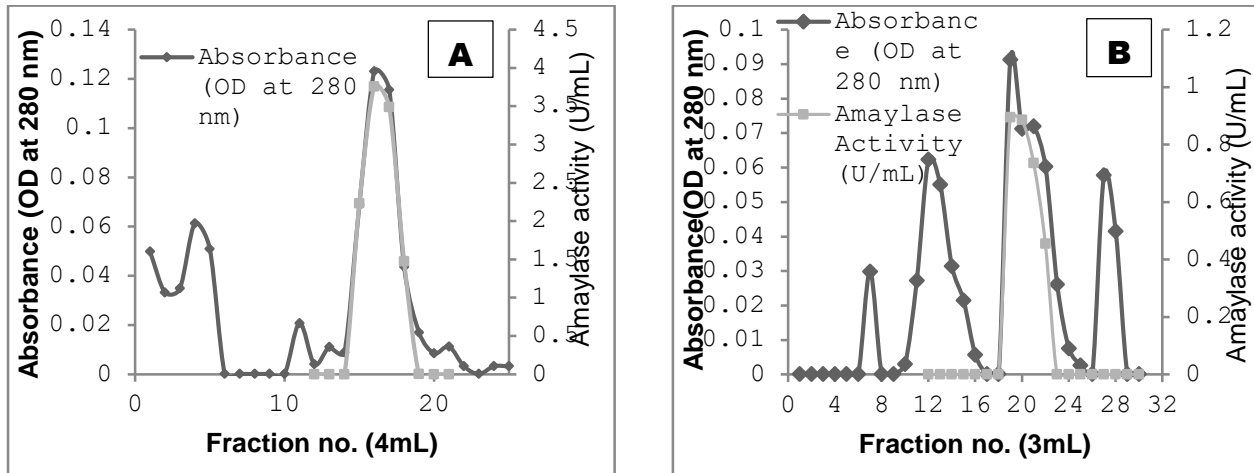 A
Absorbance (OD at 280 nm)
0.14
0.12
0.1
0.08
0.06
0.04
0.02
0
Absorbance
(OD at 280
nm)
4.5
4
3.5
3
2.5
2
1.5
1
0.5
0
Amaylase activity (U/mL)
0
10
20
Fraction no. (4mL)
B
Absorbance(OD at 280 nm)
0.1
0.09
0.08
0.07
0.06
0.05
0.04
0.03
0.02
0.01
0
Absorbanc
e (OD at
280 nm)
Amaylase
Activity
(U/mL)
1.2
1
0.8
0.6
0.4
0.2
0
Amaylase activity (U/mL)
0
4
8
12
16
20
24
28
32
Fraction no. (3mL)